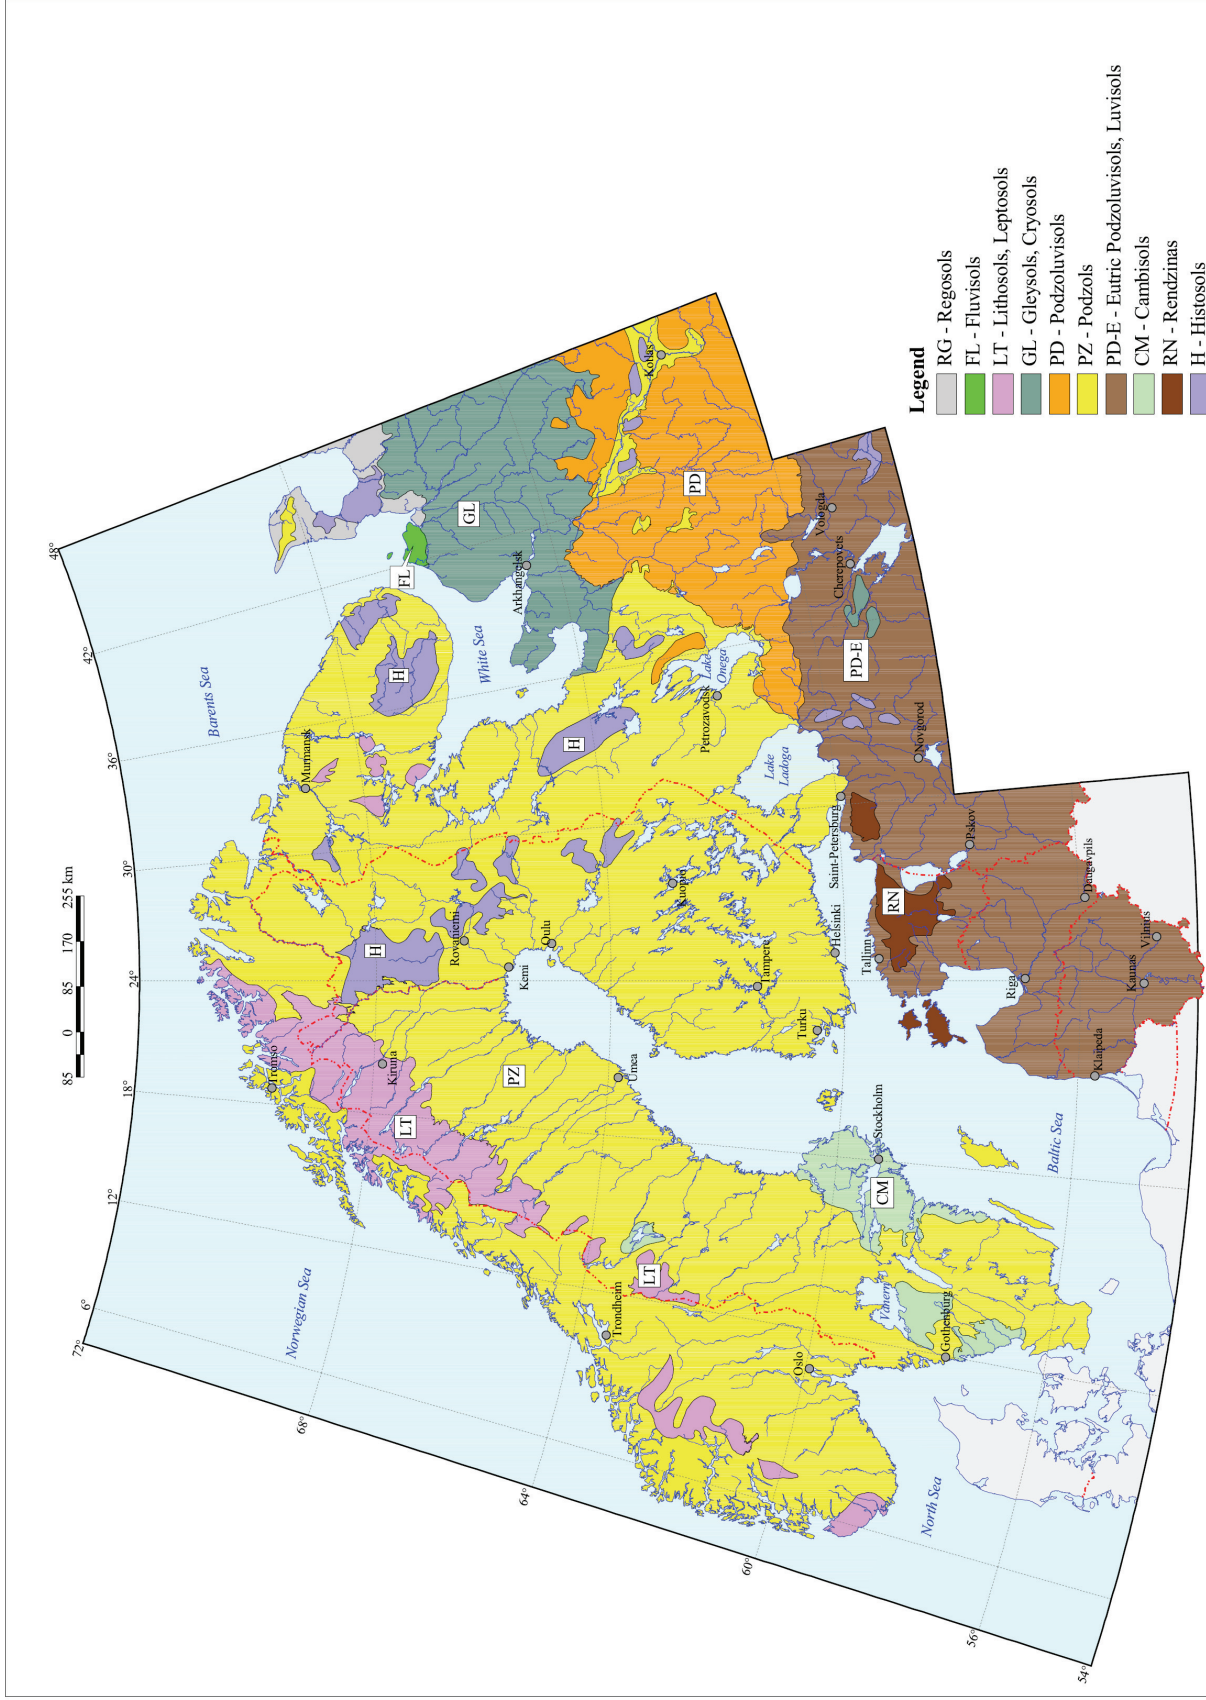 85 0 85 170 255 km
72°
6°
12°
18°
24°
30°
36°
42°
48°
68°
64°
60°
56°
54°
Norwegian Sea
Barents Sea
White Sea
North Sea
Baltic Sea
Lake
Onega
Lake
Ladoga
Vanern
Tromso
Kiruna
Murmansk
Rovaniemi
Kemi
Oulu
Arkhangelsk
Kotlas
Trondheim
Umea
Kuopio
Tampere
Turku
Helsinki
Petrozavodsk
Saint-Petersburg
Vologda
Cherepovets
Novgorod
Pskov
Oslo
Stockholm
Gothenburg
Tallinn
Riga
Daugavpils
Klaipeda
Kaunas
Vilnius
LT
LT
PZ
H
H
H
FL
GL
PD
PD-E
RN
CM
Legend
RG - Regosols
FL - Fluvisols
LT - Lithosols, Leptosols
GL - Gleysols, Cryosols
PD - Podzoluvisols
PZ - Podzols
PD-E - Eutric Podzoluvisols, Luvisols
CM - Cambisols
RN - Rendzinas
H - Histosols